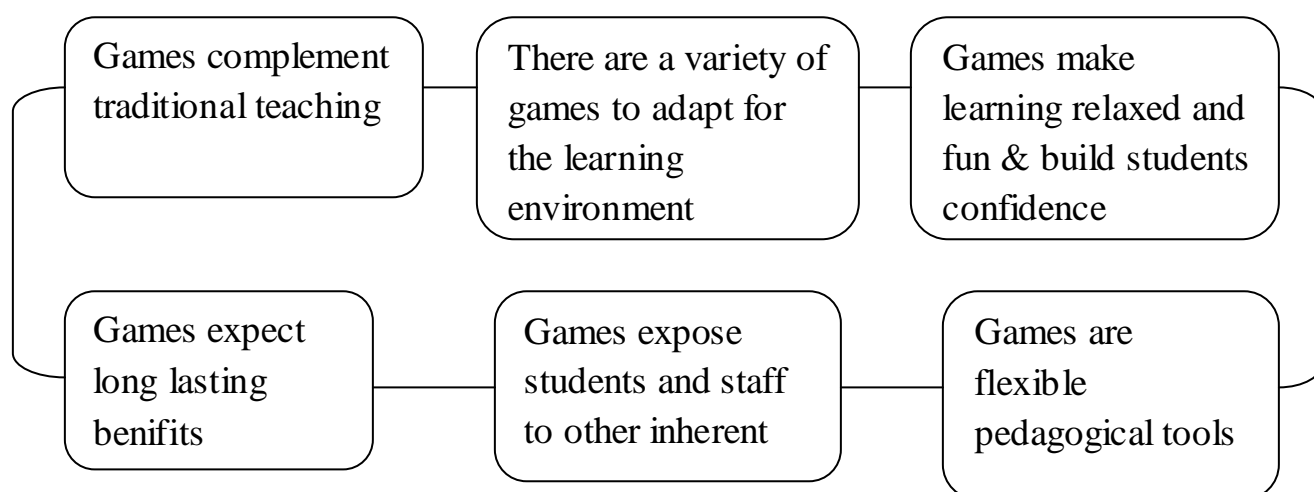 Games complement
traditional teaching
There are a variety of
games to adapt for
the learning
environment
Games make
learning relaxed and
fun & build students
confidence
Games expect
long lasting
benifits
Games expose
students and staff
to other inherent
Games are
flexible
pedagogical tools